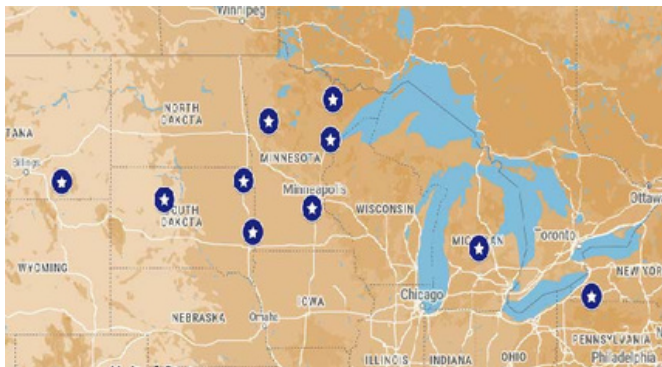 Winnipeg
NORTH
DAKOTA
TANA
Billings
MINNESOTA
Minneapolis
SOUTH
DAKOTA
WISCONSIN
Ottawa
Toronto
WYOMING
NEW YORK
Chicago
IOWA
NEBRASKA
Omaha
PENNSYLVANIA
Philadelphia
ILLINOIS
INDIANA
OHIO